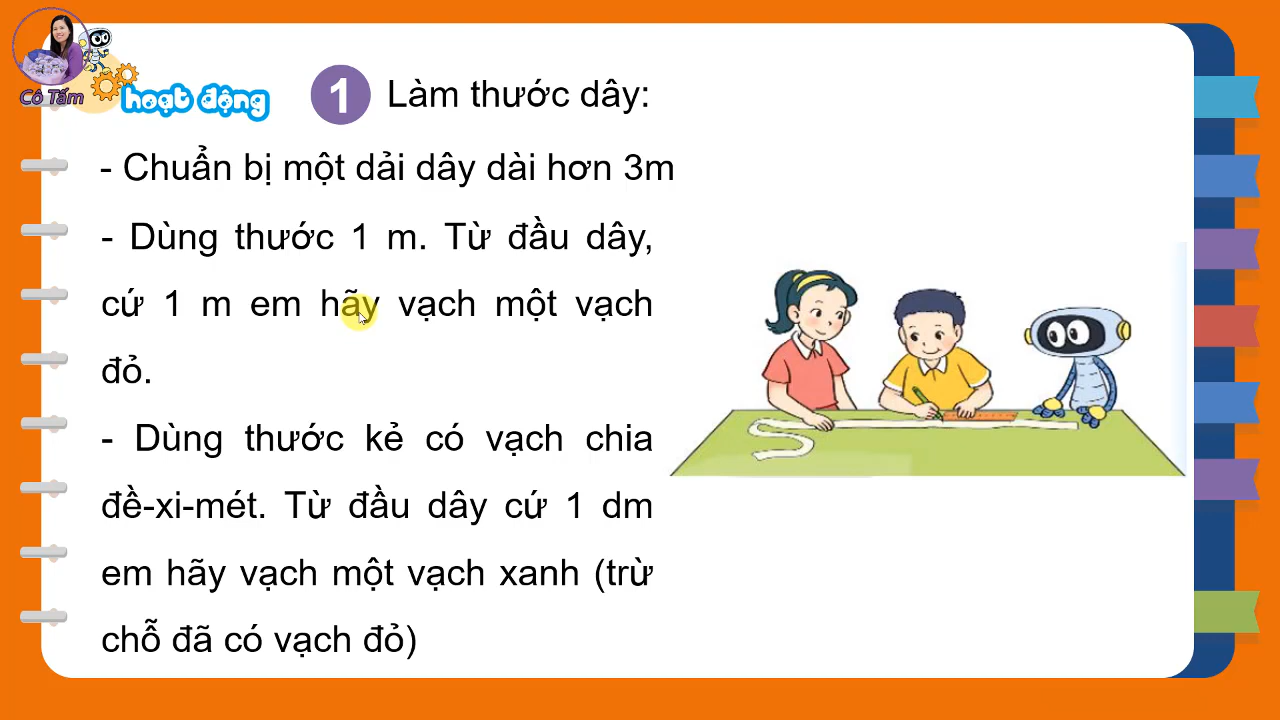 Cô Tấm
hoạt động
1 Làm thước dây:
- Chuẩn bị một dải dây dài hơn 3m
- Dùng thước 1 m. Từ đầu dây,
cứ 1 m em hãy vạch một vạch
đỏ.
- Dùng thước kẻ có vạch chia
đề-xi-mét. Từ đầu dây cứ 1 dm
em hãy vạch một vạch xanh (trừ
chỗ đã có vạch đỏ)